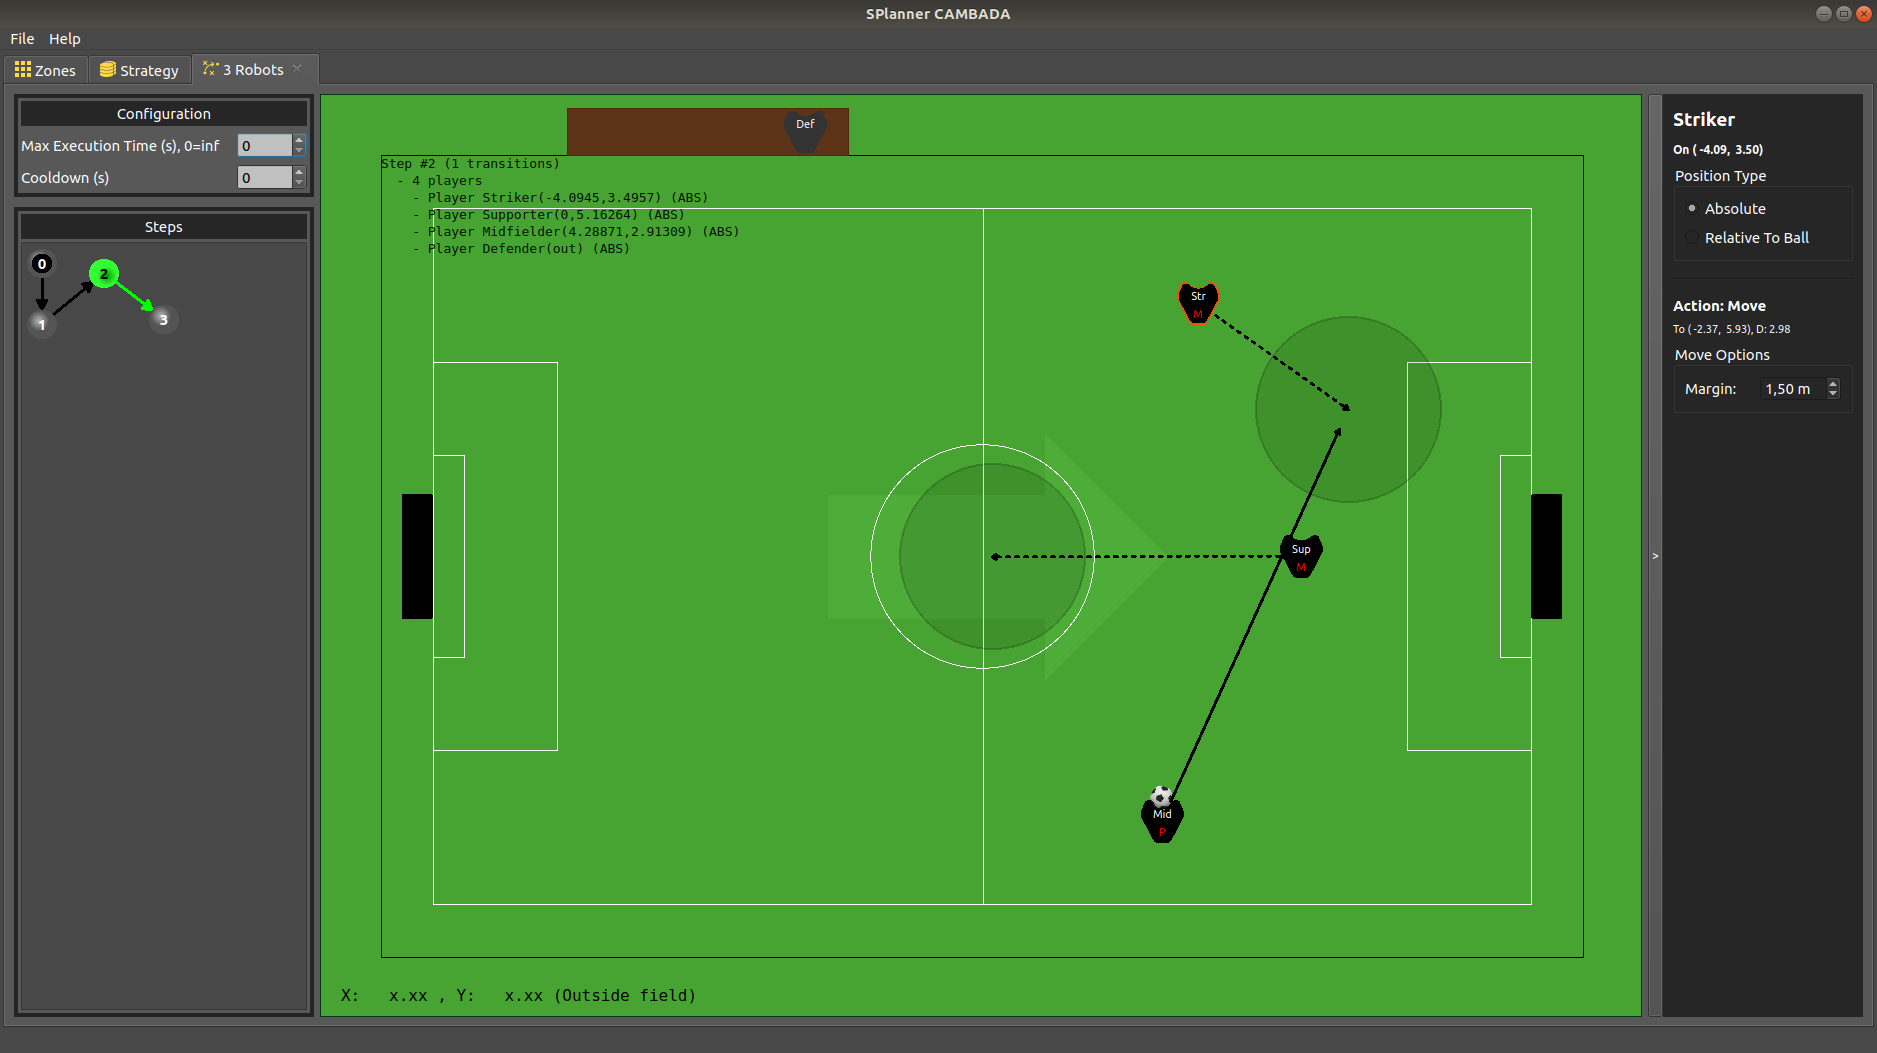 SPlanner CAMBADA
File Help
Zones Strategy 3 Robots
Configuration
Max Execution Time (s), 0=inf 0
Cooldown (s) 0
Steps
0
1
2
3
Def
Step #2 (1 transitions)
- 4 players
- Player Striker(-4.0945,3.4957) (ABS)
- Player Supporter(0,5.16264) (ABS)
- Player Midfielder(4.28871,2.91309) (ABS)
- Player Defender(out) (ABS)
Str
M
Sup
M
Mid
P
X: x.xx , Y: x.xx (Outside field)
>
Striker
On ( -4.09, 3.50)
Position Type
Absolute
Relative To Ball
Action: Move
To ( -2.37, 5.93), D: 2.98
Move Options
Margin: 1,50 m